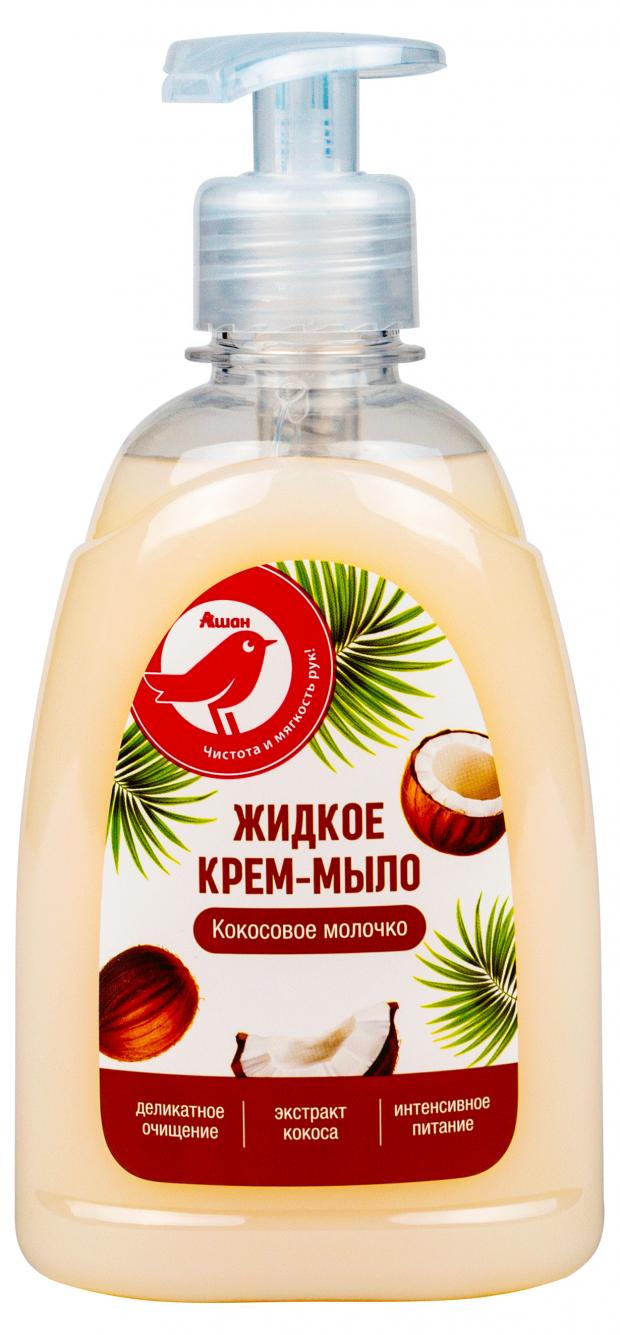 Ашан
Чистота и мягкость рук!
ЖИДКОЕ
КРЕМ-МЫЛО
Кокосовое молочко
деликатное
очищение
экстракт
кокоса
интенсивное
питание